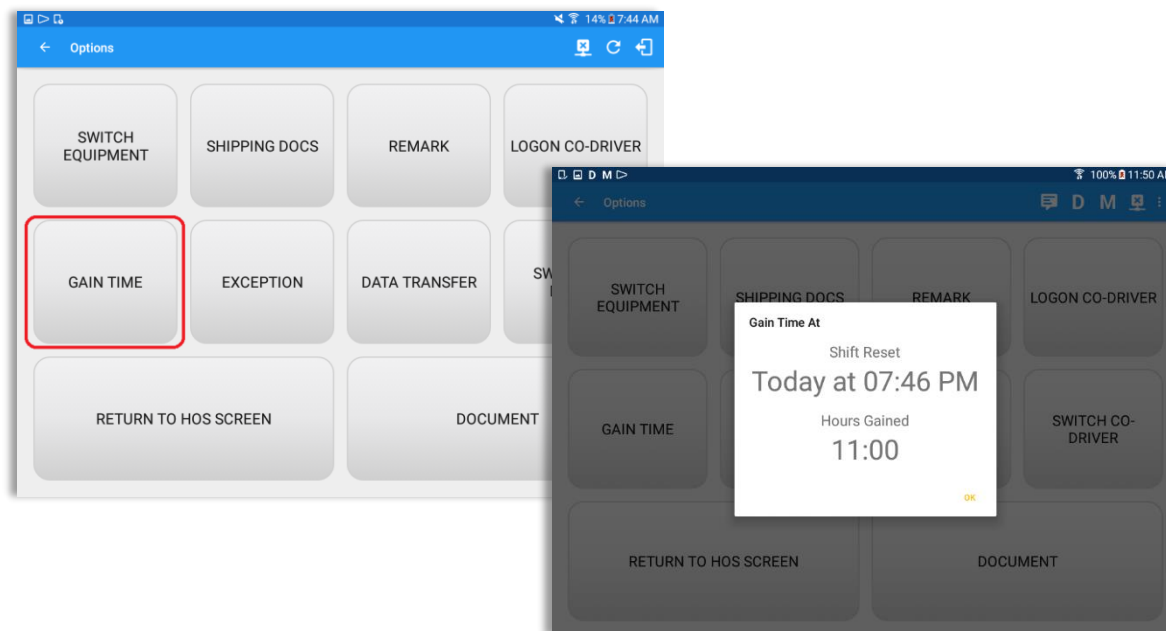 14% 7:44 AM
Options
SWITCH
EQUIPMENT
SHIPPING DOCS
REMARK
LOGON CO-DRIVER
GAIN TIME
EXCEPTION
DATA TRANSFER
SW
RETURN TO HOS SCREEN
DOCUMENT
D M
100% 11:50 A
Options
D M
SWITCH
EQUIPMENT
SHIPPING DOCS
REMARK
LOGON CO-DRIVER
Gain Time At
Shift Reset
Today at 07:46 PM
Hours Gained
11:00
OK
GAIN TIME
SWITCH CO-
DRIVER
RETURN TO HOS SCREEN
DOCUMENT